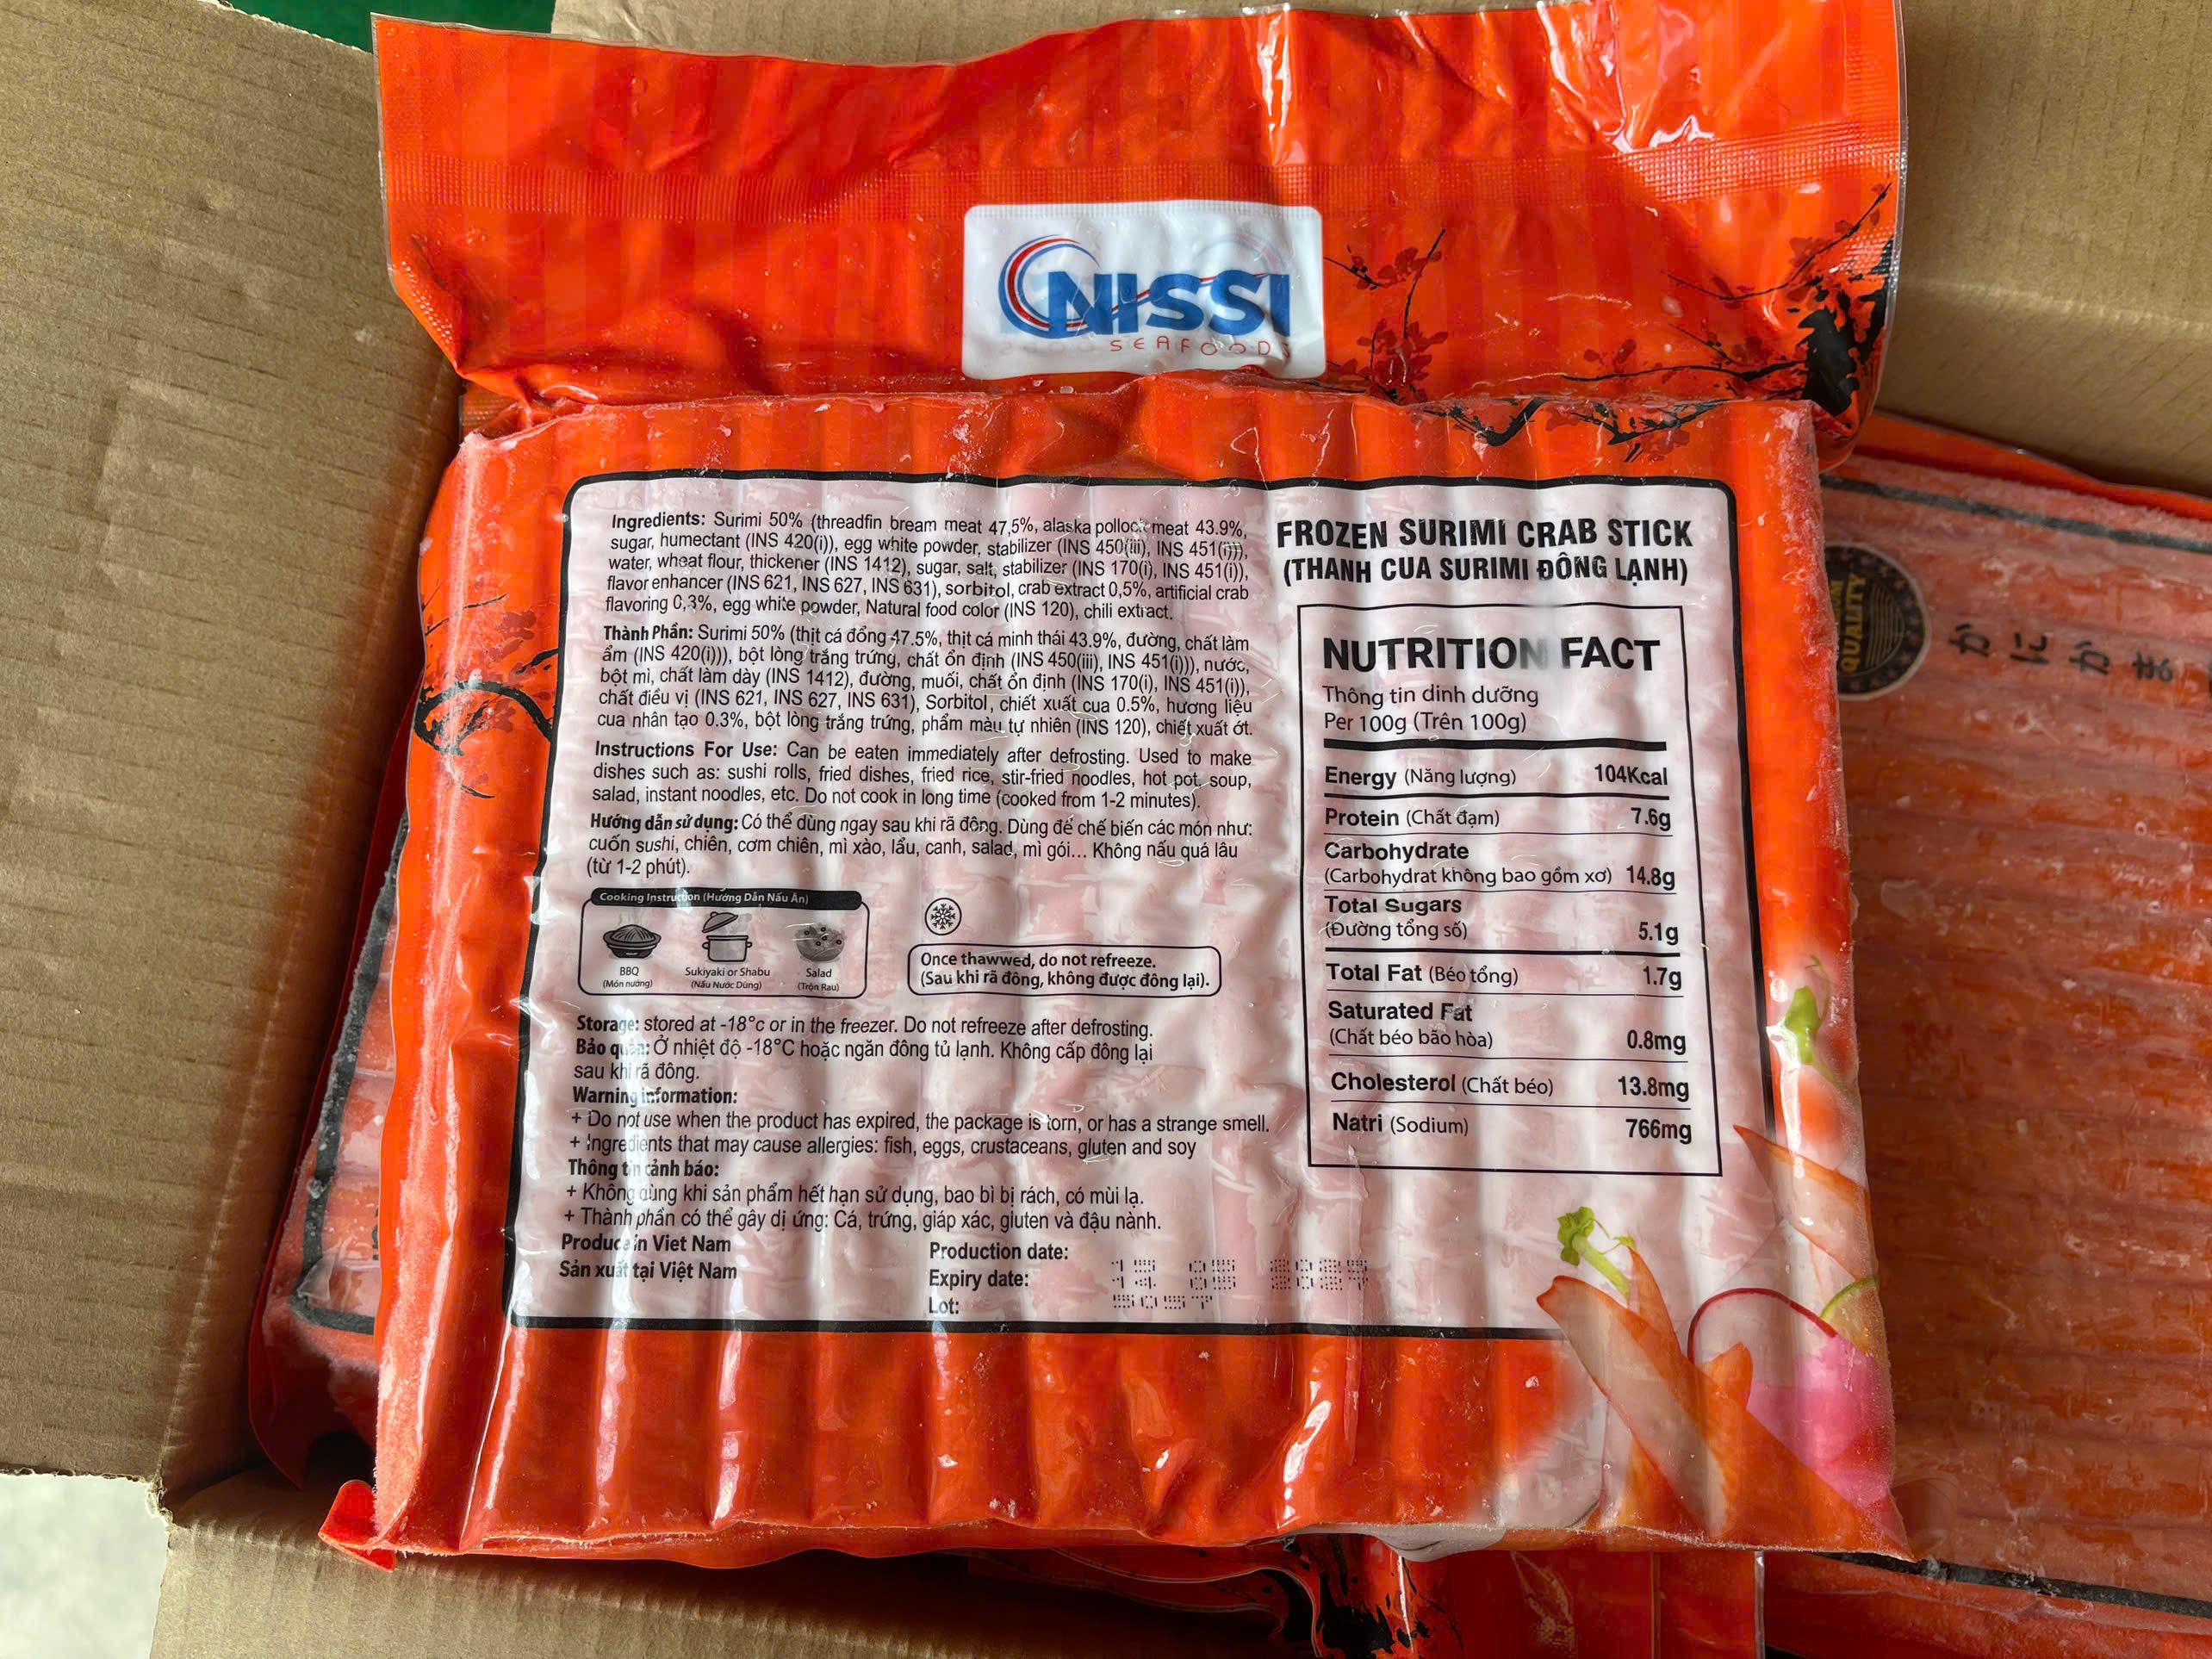 NISSI
SEAFOODS
Ingredients: Surimi 50% (threadfin bream meat 47,5%, alaska pollock meat 43.9%,
sugar, humectant (INS 420(i)), egg white powder, stabilizer (INS 450(iii), INS 451(i))),
water, wheat flour, thickener (INS 1412), sugar, salt, stabilizer (INS 170(i), INS 451(i)),
flavor enhancer (INS 621, INS 627, INS 631), sorbitol, crab extract 0,5%, artificial crab
flavoring 0,3%, egg white powder, Natural food color (INS 120), chili extract.
Thành Phần: Surimi 50% (thịt cá đổng 47.5%, thịt cá minh thái 43.9%, đường, chất làm
ẩm (INS 420(i))), bột lòng trắng trứng, chất ổn định (INS 450(iii), INS 451(i))), nước,
bột mì, chất làm dày (INS 1412), đường, muối, chất ổn định (INS 170(i), INS 451(i)),
chất điều vị (INS 621, INS 627, INS 631), Sorbitol, chiết xuất cua 0.5%, hương liệu
cua nhân tạo 0.3%, bột lòng trắng trứng, phẩm màu tự nhiên (INS 120), chiết xuất ớt.
Instructions For Use: Can be eaten immediately after defrosting. Used to make
dishes such as: sushi rolls, fried dishes, fried rice, stir-fried noodles, hot pot, soup,
salad, instant noodles, etc. Do not cook in long time (cooked from 1-2 minutes).
Hướng dẫn sử dụng: Có thể dùng ngay sau khi rã đông. Dùng để chế biến các món như:
cuốn sushi, chiên, cơm chiên, mì xào, lẩu, canh, salad, mì gói... Không nấu quá lâu
(từ 1-2 phút).
Cooking Instruction (Hướng Dẫn Nấu Ăn)
BBQ
(Món nướng)
Sukiyaki or Shabu
(Nấu Nước Dùng)
Salad
(Trộn Rau)
Once thawwed, do not refreeze.
(Sau khi rã đông, không được đông lại).
Storage: stored at -18°c or in the freezer. Do not refreeze after defrosting.
Bảo quản: Ở nhiệt độ -18°C hoặc ngăn đông tủ lạnh. Không cấp đông lại
sau khi rã đông.
Warning information:
+ Do not use when the product has expired, the package is torn, or has a strange smell.
+ Ingredients that may cause allergies: fish, eggs, crustaceans, gluten and soy
Thông tin cảnh báo:
+ Không dùng khi sản phẩm hết hạn sử dụng, bao bì bị rách, có mùi lạ.
+ Thành phần có thể gây dị ứng: Cá, trứng, giáp xác, gluten và đậu nành.
Produce in Viet Nam
Sản xuất tại Việt Nam
Production date: 15 05 2025
Expiry date: 14 05 2027
Lot: 5057
FROZEN SURIMI CRAB STICK
(THANH CUA SURIMI ĐÔNG LẠNH)
NUTRITION FACT
Thông tin dinh dưỡng
Per 100g (Trên 100g)
Energy (Năng lượng) 104Kcal
Protein (Chất đạm) 7.6g
Carbohydrate
(Carbohydrat không bao gồm xơ) 14.8g
Total Sugars
(Đường tổng số) 5.1g
Total Fat (Béo tổng) 1.7g
Saturated Fat
(Chất béo bão hòa) 0.8mg
Cholesterol (Chất béo) 13.8mg
Natri (Sodium) 766mg
QUALITY
かにかま